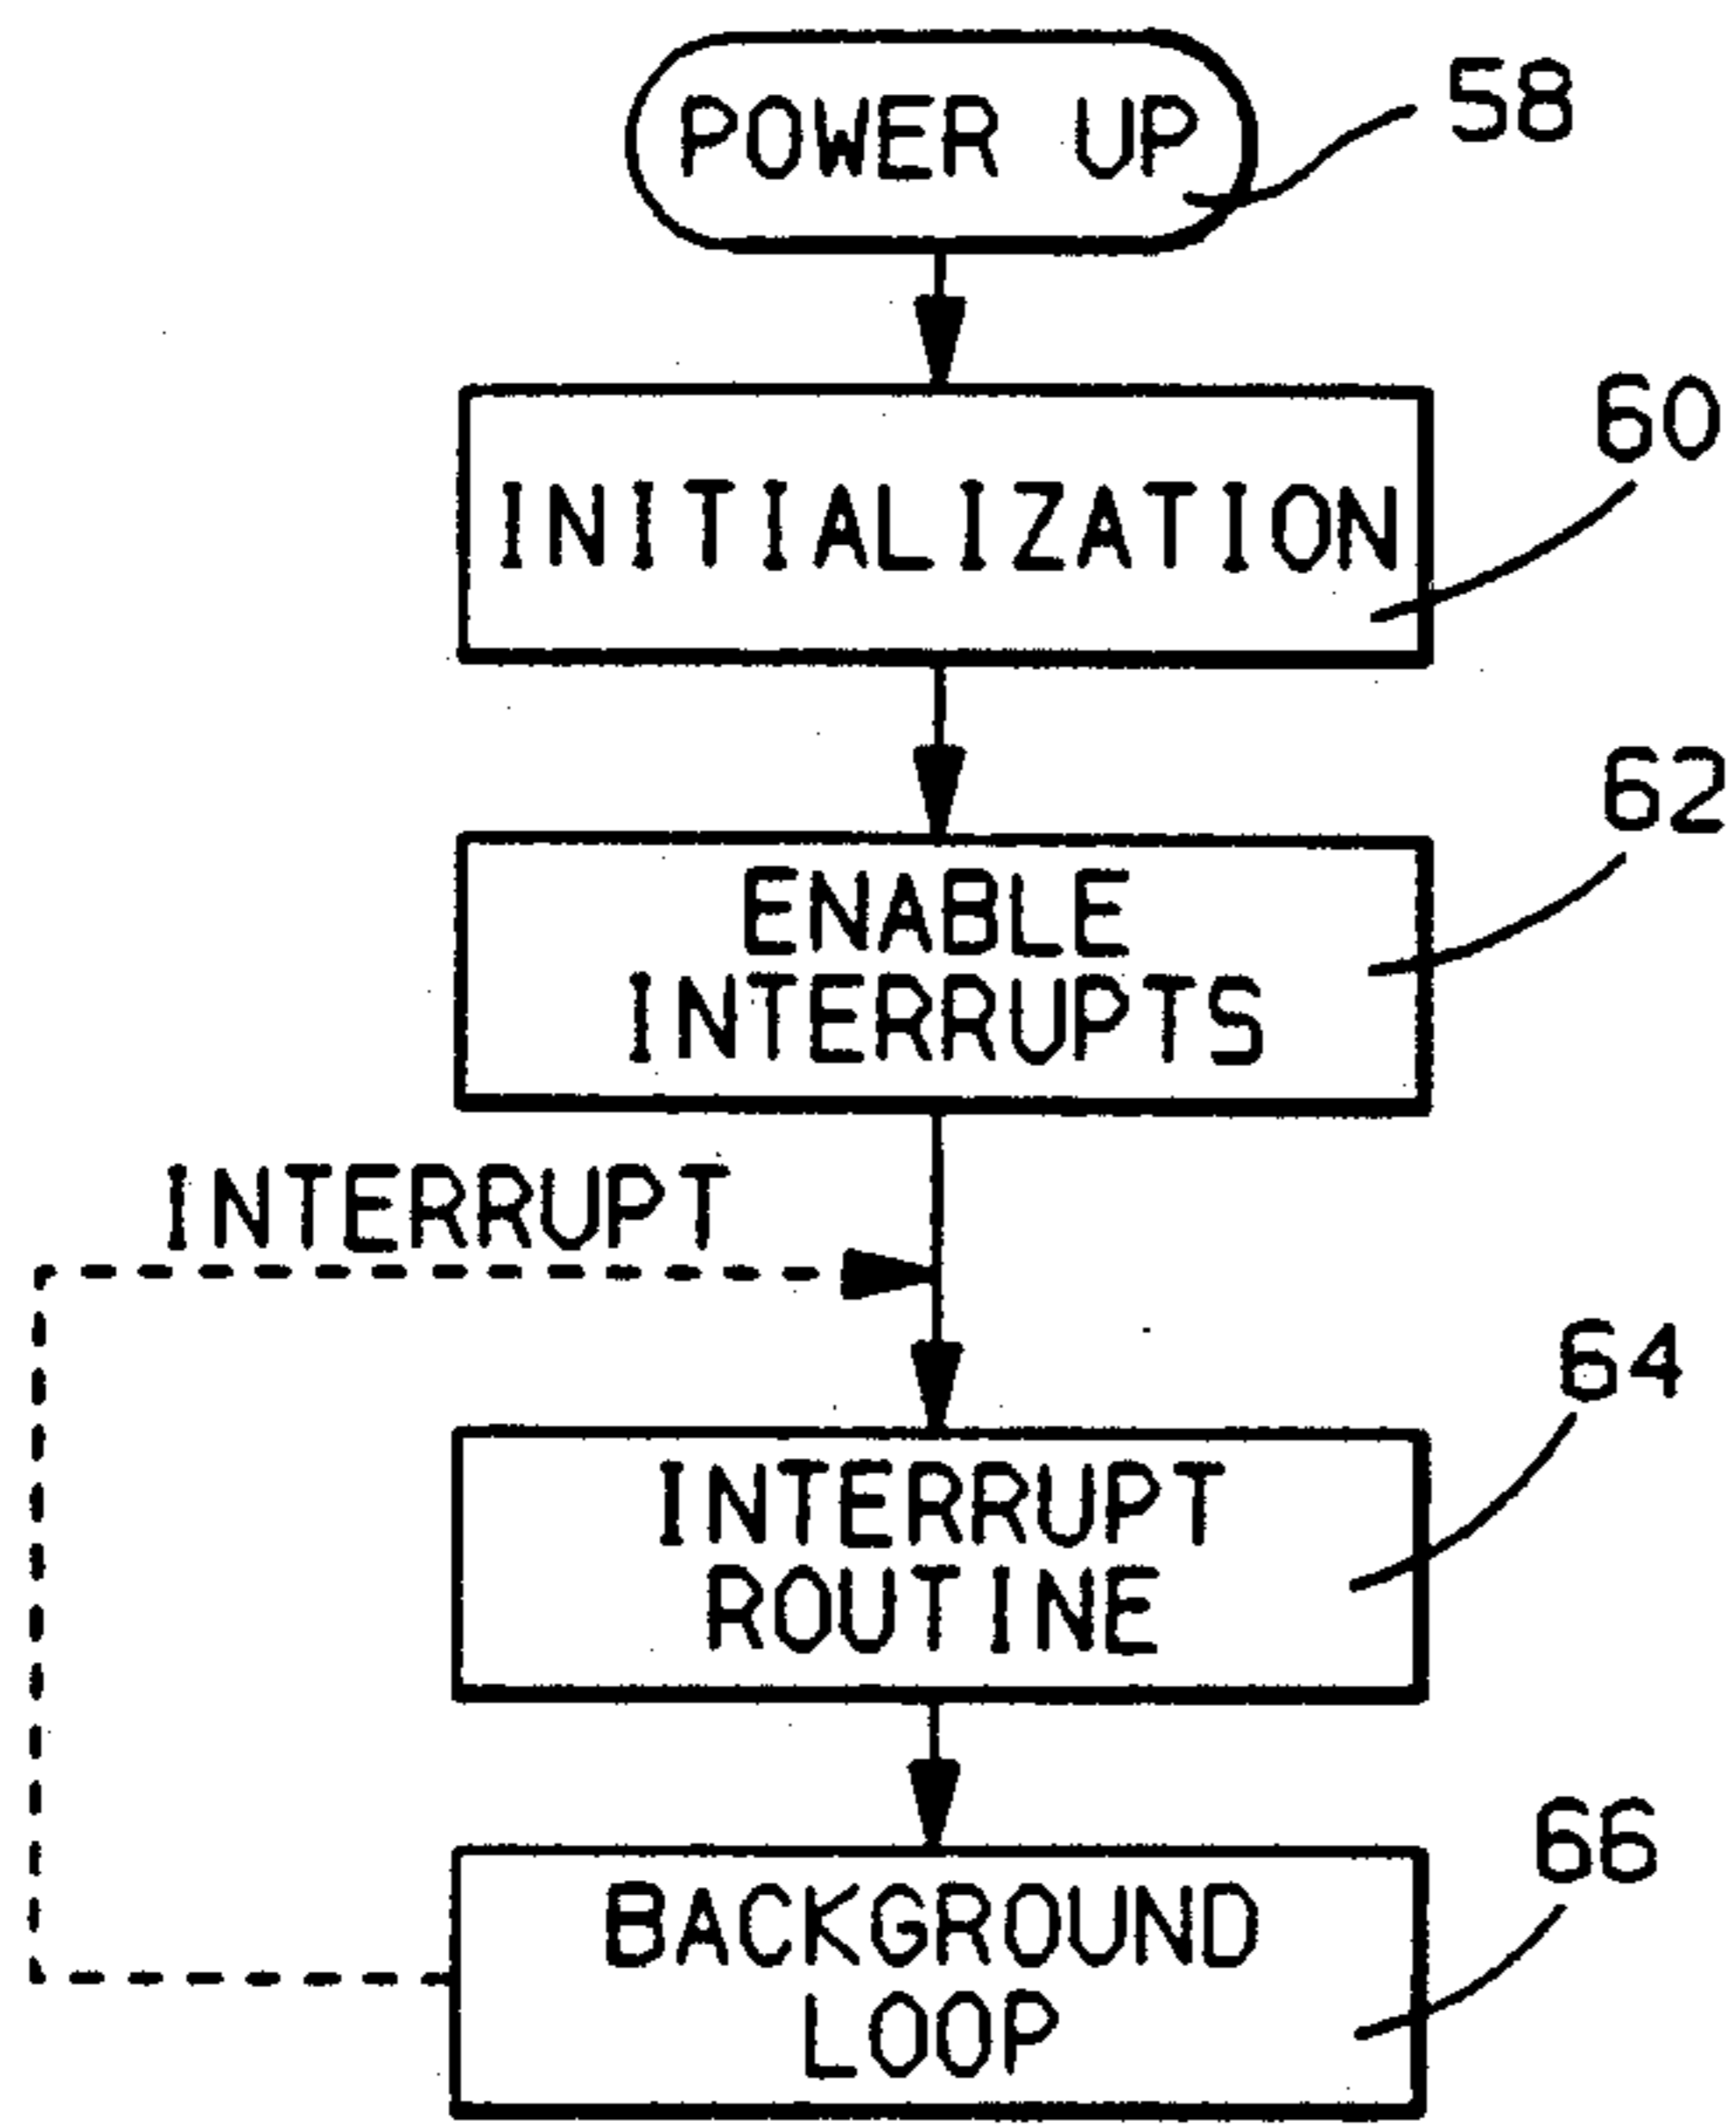 POWER UP
58
INITIALIZATION
60
62
ENABLE
INTERRUPTS
INTERRUPT
64
INTERRUPT
ROUTINE
66
BACKGROUND
LOOP